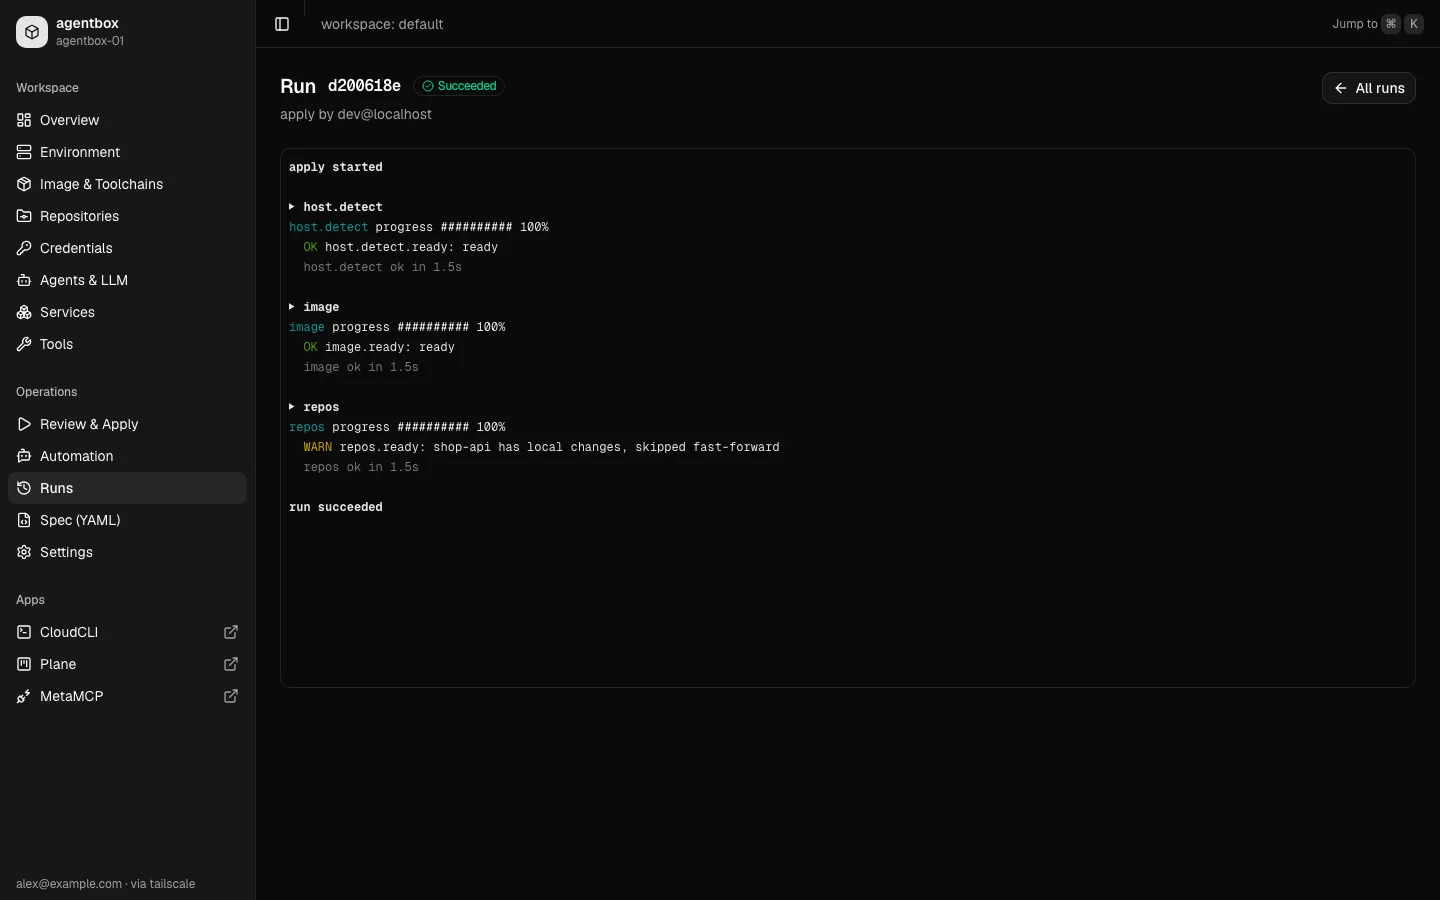 agentbox
agentbox-01
Workspace
Overview
Environment
Image & Toolchains
Repositories
Credentials
Agents & LLM
Services
Tools
Operations
Review & Apply
Automation
Runs
Spec (YAML)
Settings
Apps
CloudCLI
Plane
MetaMCP
alex@example.com · via tailscale
workspace: default
Jump to ⌘ K
Run d200618e Succeeded
All runs
apply by dev@localhost
apply started
▸ host.detect
host.detect progress ########## 100%
OK host.detect.ready: ready
host.detect ok in 1.5s
▸ image
image progress ########## 100%
OK image.ready: ready
image ok in 1.5s
▸ repos
repos progress ########## 100%
WARN repos.ready: shop-api has local changes, skipped fast-forward
repos ok in 1.5s
run succeeded